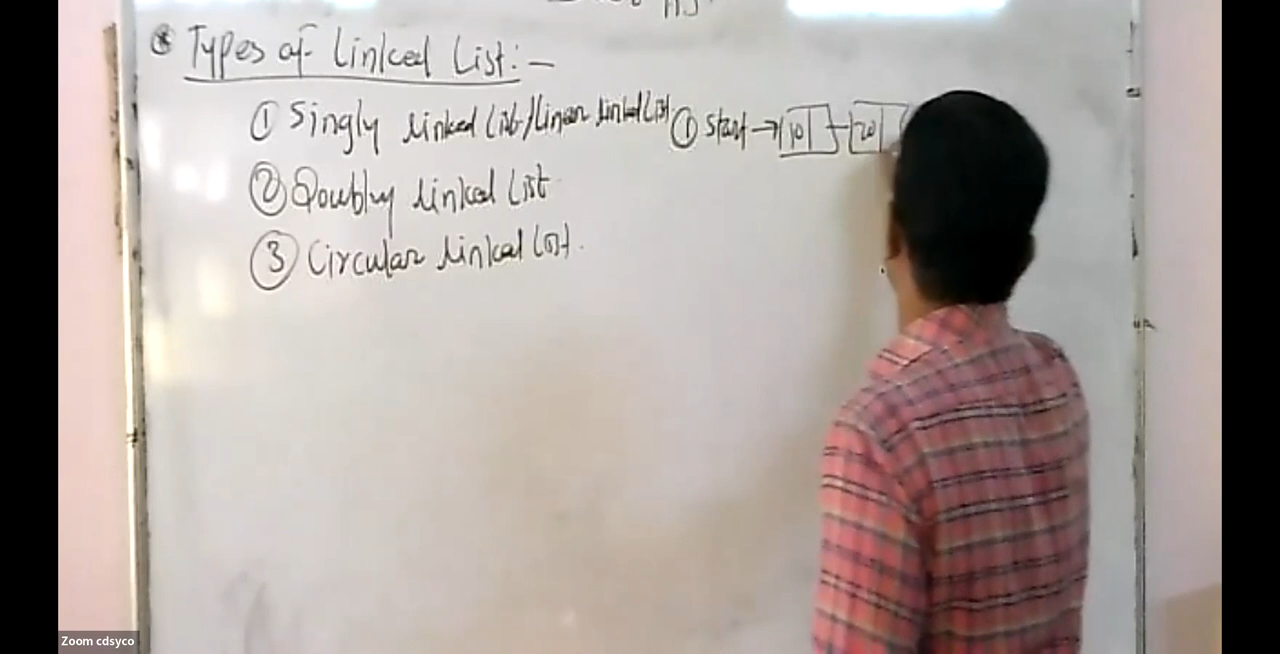 Types of Linked List:-
① Singly Linked List/Linear Linked List ① Start → 10 20
② Doubly Linked List
③ Circular Linked List.
Zoom cdsyco